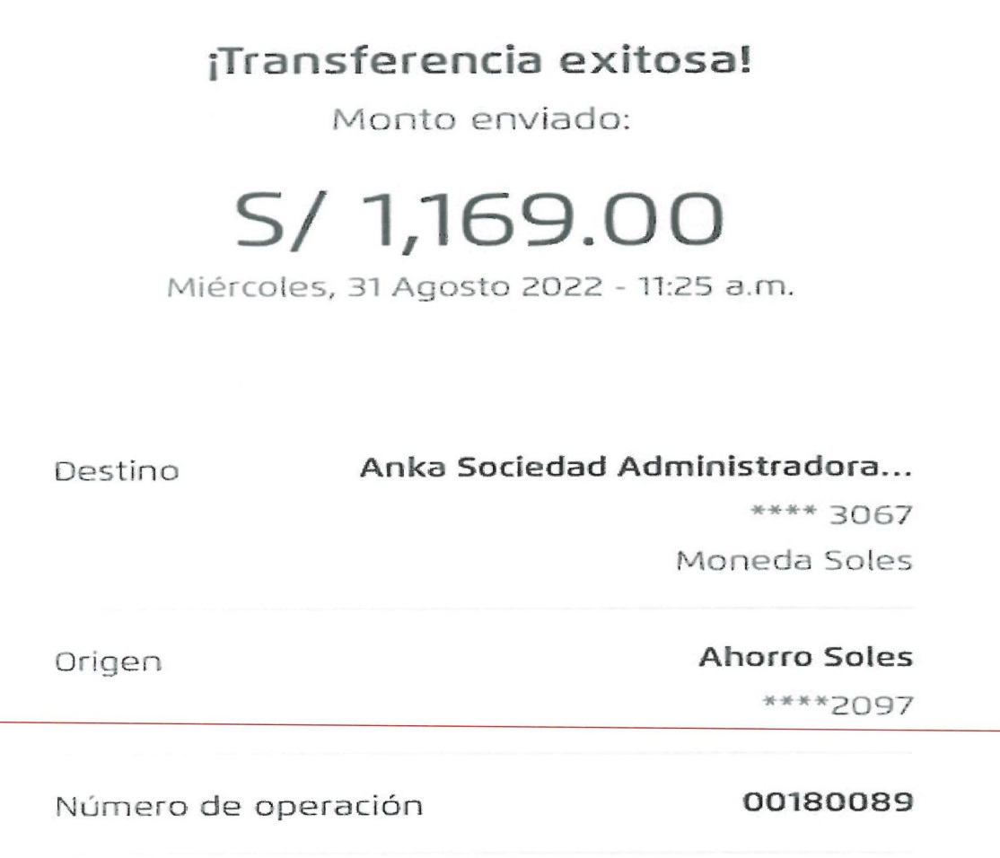 ¡Transferencia exitosa!
Monto enviado:
S/ 1,169.00
Miércoles, 31 Agosto 2022 - 11:25 a.m.
Destino Anka Sociedad Administradora...
**** 3067
Moneda Soles
Origen Ahorro Soles
****2097
Número de operación 00180089